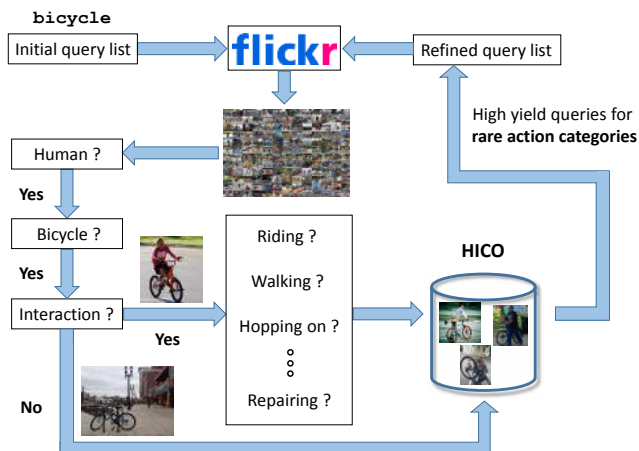 bicycle
Initial query list
flickr
Refined query list
High yield queries for
rare action categories
Human ?
Yes
Bicycle ?
Yes
Interaction ?
Yes
No
Riding ?
Walking ?
Hopping on ?
Repairing ?
HICO